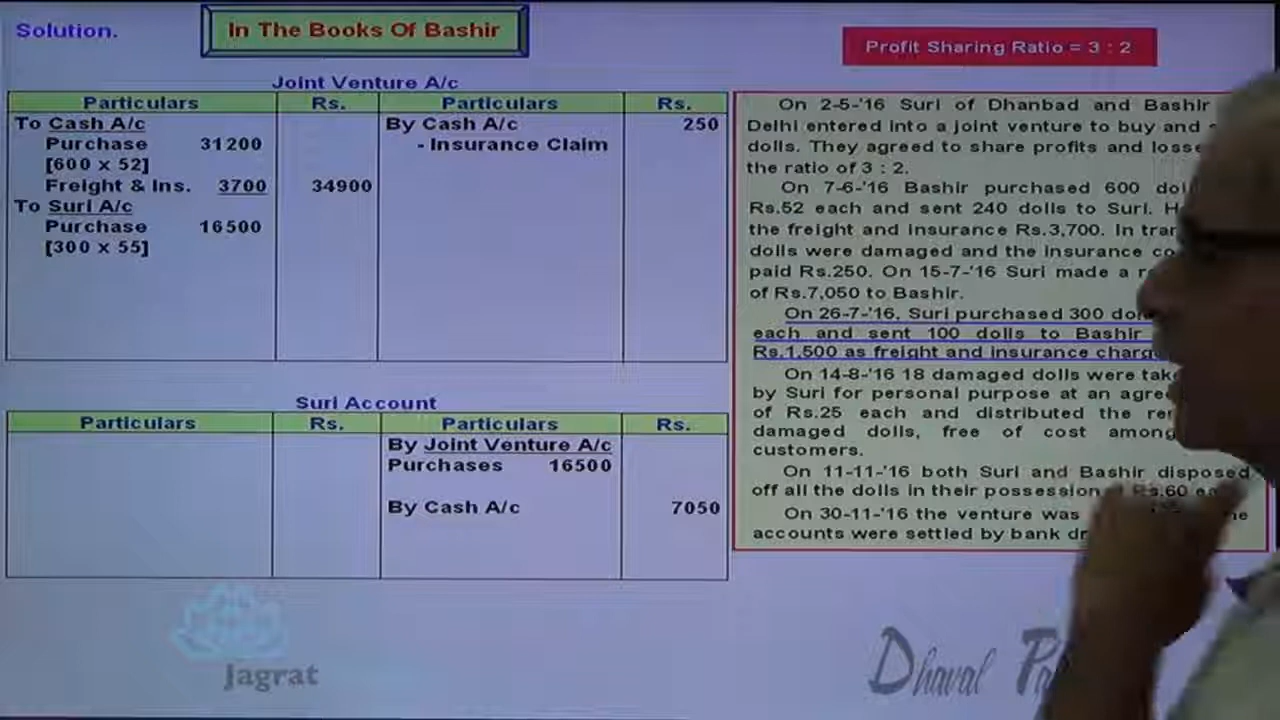 Solution.
In The Books Of Bashir
Profit Sharing Ratio = 3 : 2
Joint Venture A/c
Particulars Rs. Particulars Rs.
To Cash A/c By Cash A/c 250
Purchase 31200 - Insurance Claim
[600 x 52]
Freight & Ins. 3700 34900
To Suri A/c
Purchase 16500
[300 x 55]
Suri Account
Particulars Rs. Particulars Rs.
By Joint Venture A/c
Purchases 16500
By Cash A/c 7050
On 2-5-'16 Suri of Dhanbad and Bashir
Delhi entered into a joint venture to buy and
dolls. They agreed to share profits and
the ratio of 3 : 2.
On 7-6-'16 Bashir purchased 600
Rs.52 each and sent 240 dolls to Suri.
the freight and insurance Rs.3,700. In
dolls were damaged and the insurance
paid Rs.250. On 15-7-'16 Suri made a
of Rs.7,050 to Bashir.
On 26-7-'16, Suri purchased 300
each and sent 100 dolls to Bashir
Rs.1,500 as freight and insurance
On 14-8-'16 18 damaged dolls were
by Suri for personal purpose at an
of Rs.25 each and distributed the
damaged dolls, free of cost
customers.
On 11-11-'16 both Suri and Bashir disposed
off all the dolls in their possession Rs.60
On 30-11-'16 the venture was
accounts were settled by bank
Jagrat
Dhaval